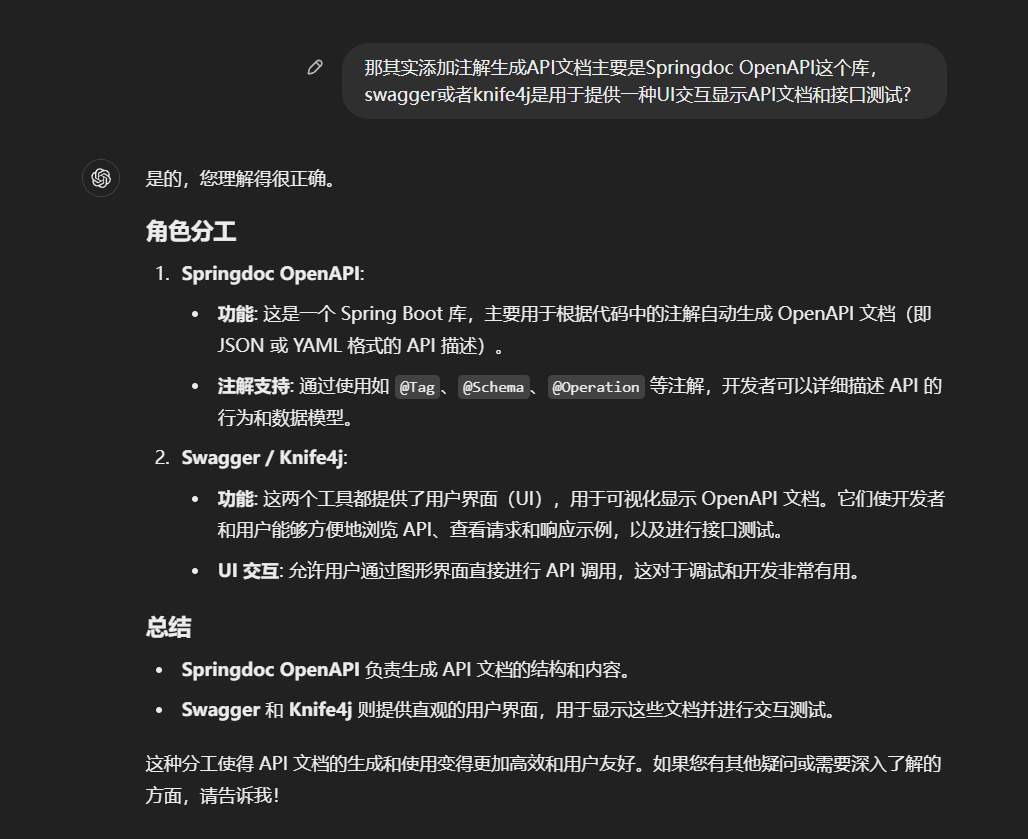 那其实添加注解生成API文档主要是Springdoc OpenAPI这个库，
swagger或者knife4j是用于提供一种UI交互显示API文档和接口测试?
是的，您理解得很正确。
角色分工
1. Springdoc OpenAPI:
• 功能: 这是一个 Spring Boot 库，主要用于根据代码中的注解自动生成 OpenAPI 文档（即
JSON 或 YAML 格式的 API 描述）。
• 注解支持: 通过使用如 @Tag、@Schema、@Operation 等注解，开发者可以详细描述 API 的
行为和数据模型。
2. Swagger / Knife4j:
• 功能: 这两个工具都提供了用户界面（UI），用于可视化显示 OpenAPI 文档。它们使开发者
和用户能够方便地浏览 API、查看请求和响应示例，以及进行接口测试。
• UI 交互: 允许用户通过图形界面直接进行 API 调用，这对于调试和开发非常有用。
总结
• Springdoc OpenAPI 负责生成 API 文档的结构和内容。
• Swagger 和 Knife4j 则提供直观的用户界面，用于显示这些文档并进行交互测试。
这种分工使得 API 文档的生成和使用变得更加高效和用户友好。如果您有其他疑问或需要深入了解的
方面，请告诉我！